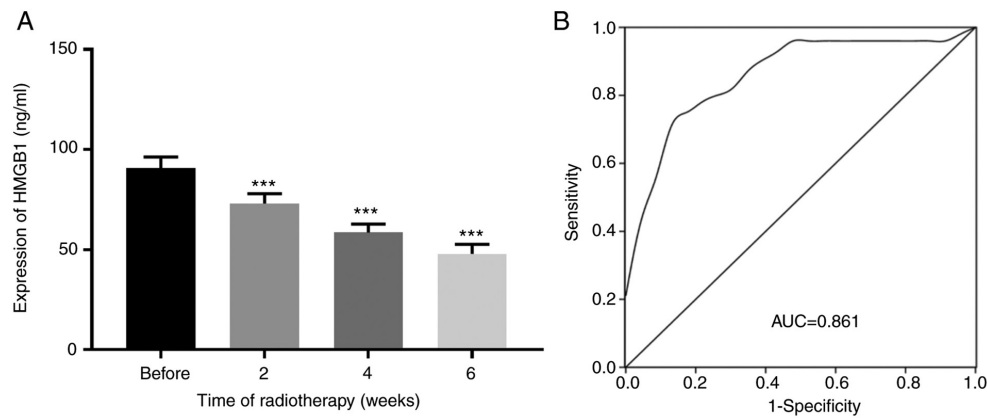 A
Expression of HMGB1 (ng/ml)
150
100
50
0
***
***
***
Before 2 4 6
Time of radiotherapy (weeks)
B
Sensitivity
1.0
0.8
0.6
0.4
0.2
0.0
AUC=0.861
0.0 0.2 0.4 0.6 0.8 1.0
1-Specificity